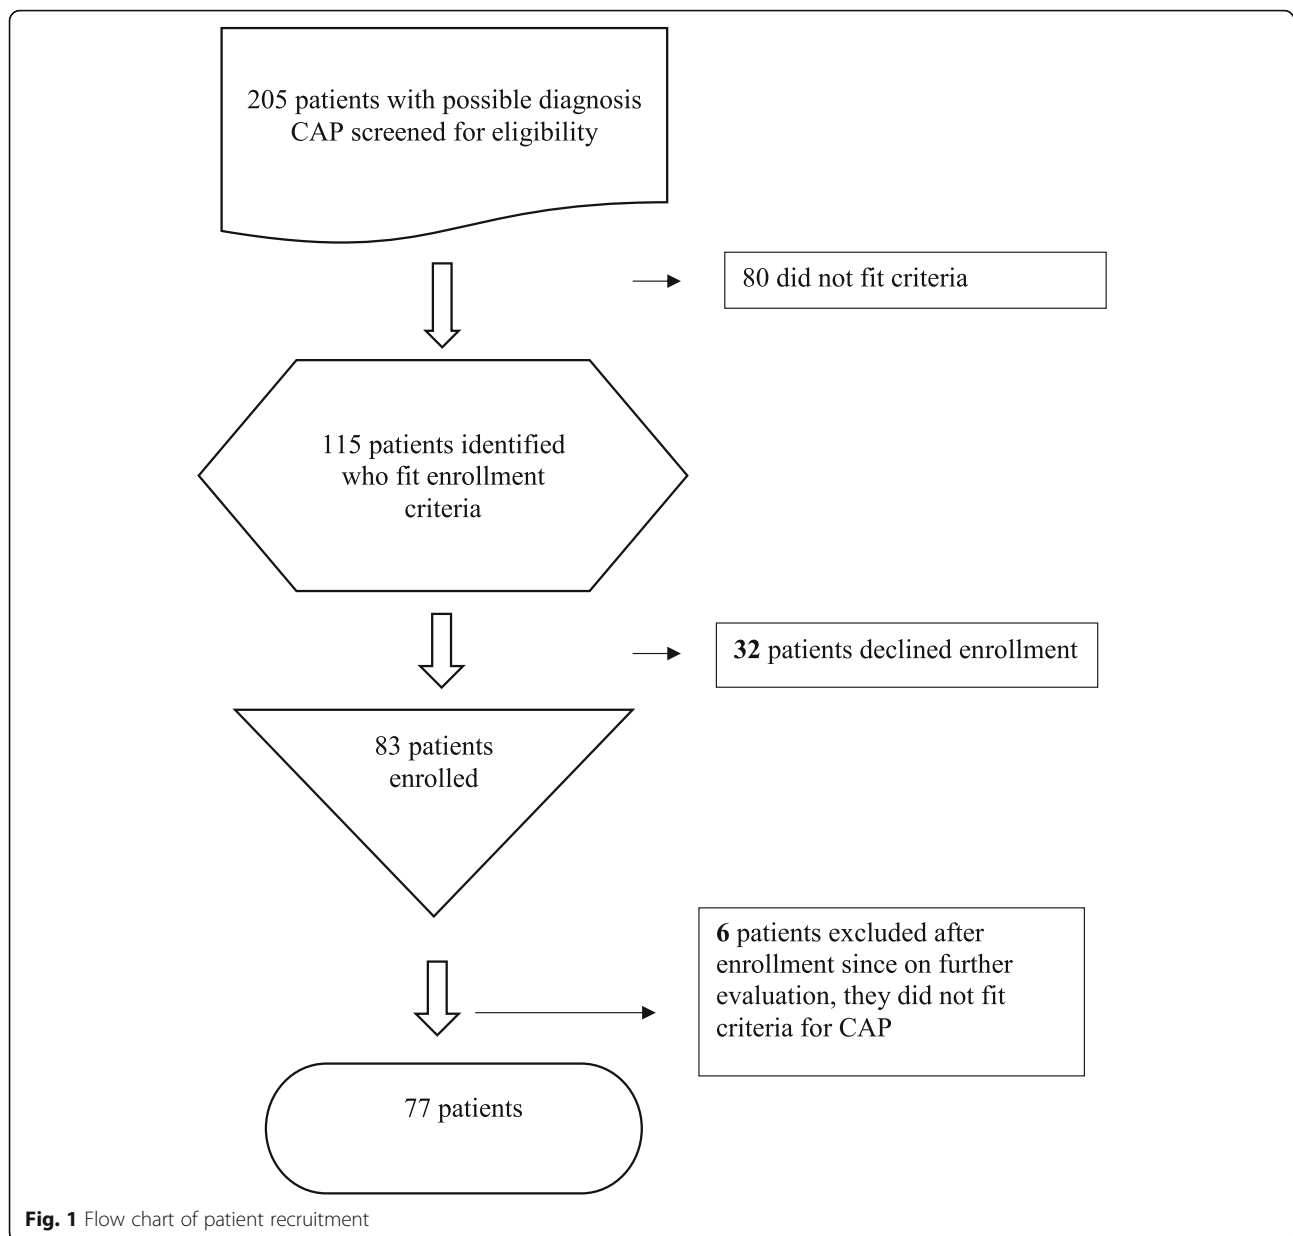 205 patients with possible diagnosis
CAP screened for eligibility
80 did not fit criteria
115 patients identified
who fit enrollment
criteria
32 patients declined enrollment
83 patients
enrolled
6 patients excluded after
enrollment since on further
evaluation, they did not fit
criteria for CAP
77 patients
Fig. 1 Flow chart of patient recruitment